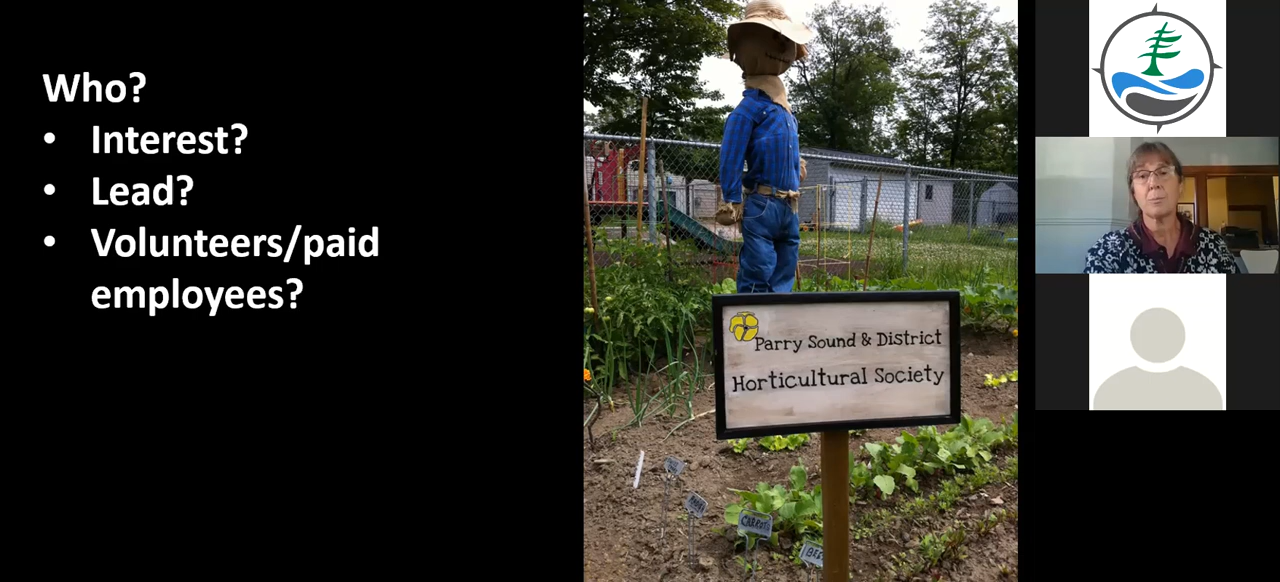 Who?
• Interest?
• Lead?
• Volunteers/paid
employees?
Parry Sound & District
Horticultural Society
CARROTS